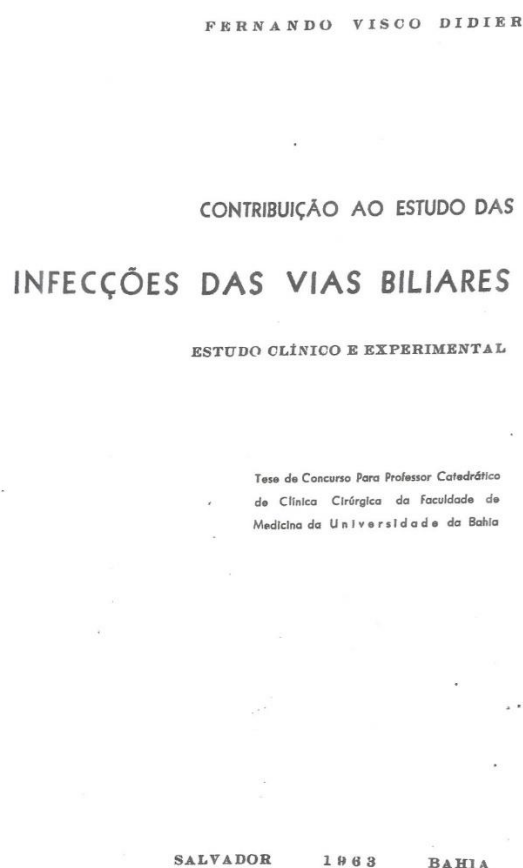 FERNANDO VISCO DIDIER
CONTRIBUIÇÃO AO ESTUDO DAS
INFECÇÕES DAS VIAS BILIARES
ESTUDO CLÍNICO E EXPERIMENTAL
Tese de Concurso Para Professor Catedrático
de Clínica Cirúrgica da Faculdade de
Medicina da Universidade da Bahia
SALVADOR 1963 BAHIA